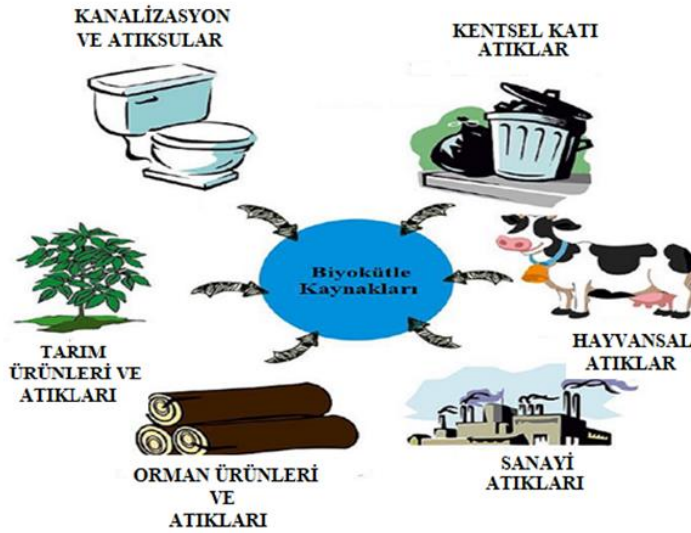 KANALİZASYON
VE ATIKSULAR
KENTSEL KATI
ATIKLAR
Biyokütle
Kaynakları
TARIM
ÜRÜNLERİ VE
ATIKLARI
HAYVANSAL
ATIKLAR
ORMAN ÜRÜNLERİ
VE
ATIKLARI
SANAYİ
ATIKLARI